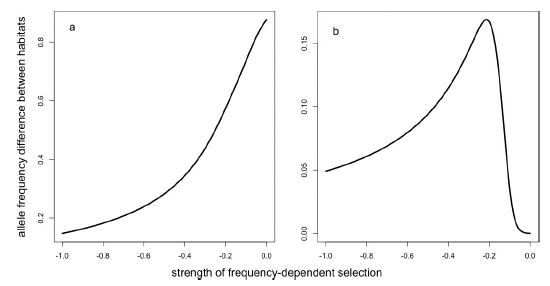 a
b
allele frequency difference between habitats
0.8
0.6
0.4
0.2
0.15
0.10
0.05
0.00
-1.0 -0.8 -0.6 -0.4 -0.2 0.0
-1.0 -0.8 -0.6 -0.4 -0.2 0.0
strength of frequency-dependent selection